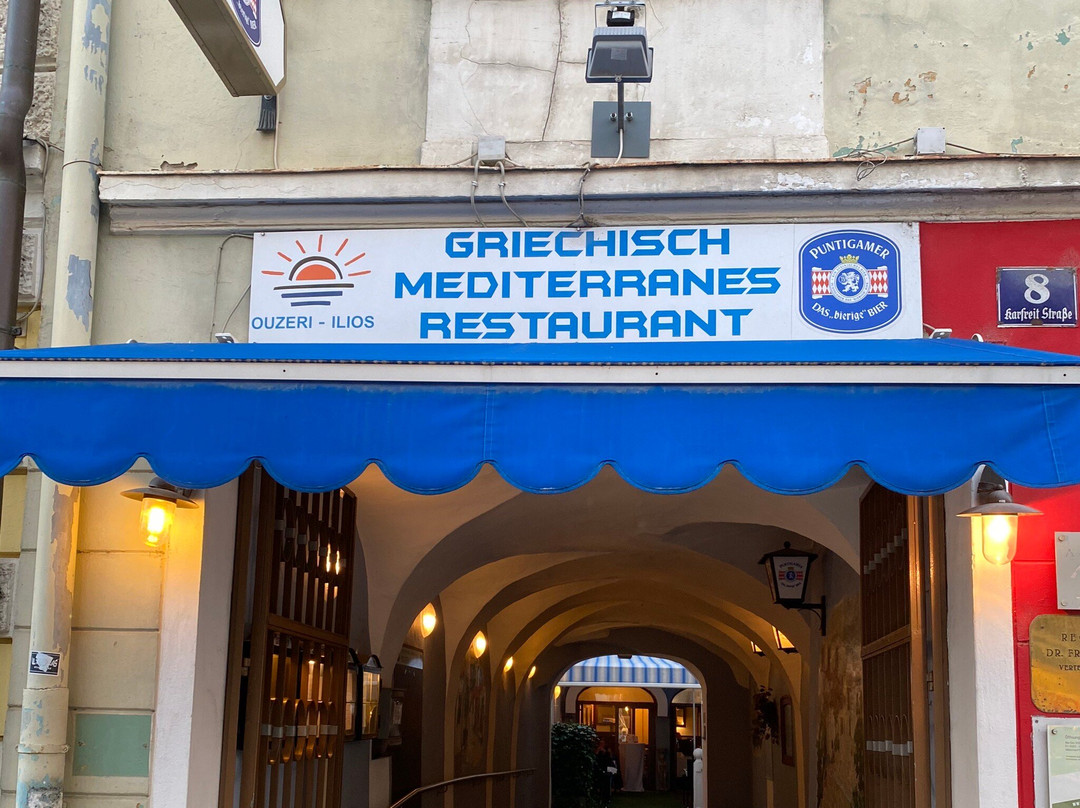 GRIECHISCH
MEDITERRANES
RESTAURANT
OUZERI - ILIOS
PUNTIGAMER
DAS „bierige" BIER
8
Karfreit Straße
DR. FR